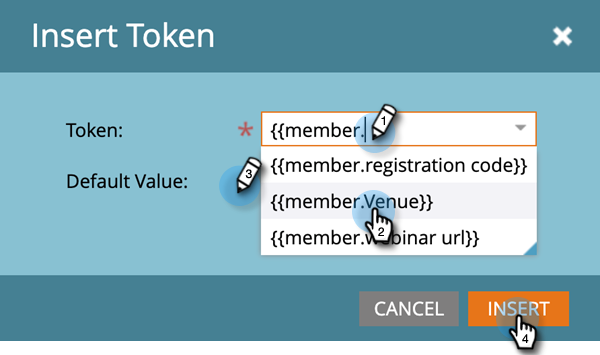 Insert Token
Token: * {{member.
1
{{member.registration code}}
Default Value:
3
{{member.Venue}}
2
{{member.webinar url}}
CANCEL INSERT
4